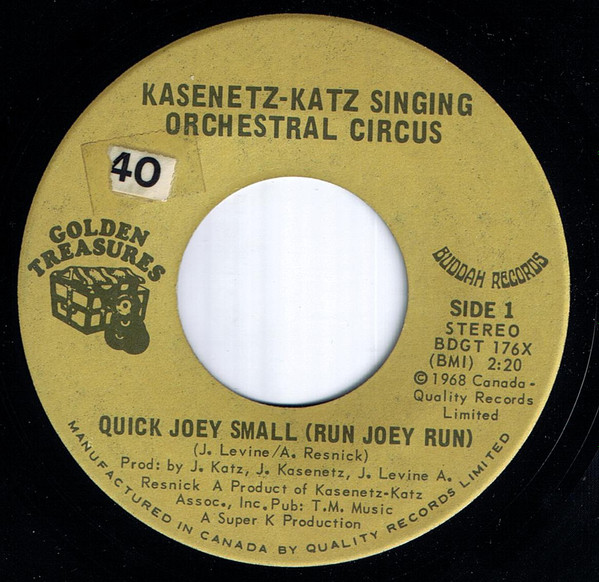 KASENETZ-KATZ SINGING
ORCHESTRAL CIRCUS
40
GOLDEN
TREASURES
BUDDAH RECORDS
SIDE 1
STEREO
BDGT 176X
(BMI) 2:20
© 1968 Canada -
Quality Records
Limited
QUICK JOEY SMALL (RUN JOEY RUN)
(J. Levine/A. Resnick)
Prod: by J. Katz, J. Kasenetz, J. Levine A.
Resnick A Product of Kasenetz-Katz
Assoc., Inc. Pub: T.M. Music
A Super K Production
MANUFACTURED IN CANADA BY QUALITY RECORDS LIMITED